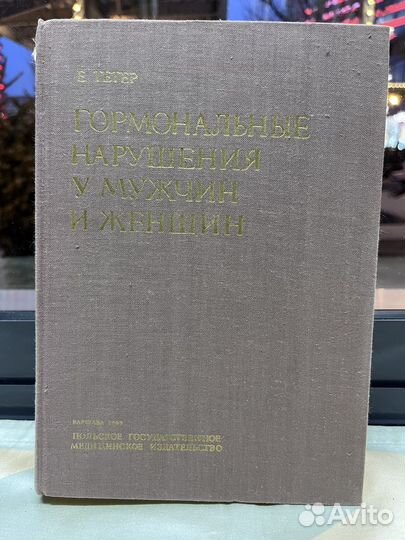 Е. ТЕТЕР
ГОРМОНАЛЬНЫЕ
НАРУШЕНИЯ
У МУЖЧИН
И ЖЕНЩИН
ВАРШАВА
ПОЛЬСКОЕ ГОСУДАРСТВЕННОЕ
МЕДИЦИНСКОЕ ИЗДАТЕЛЬСТВО
Avito